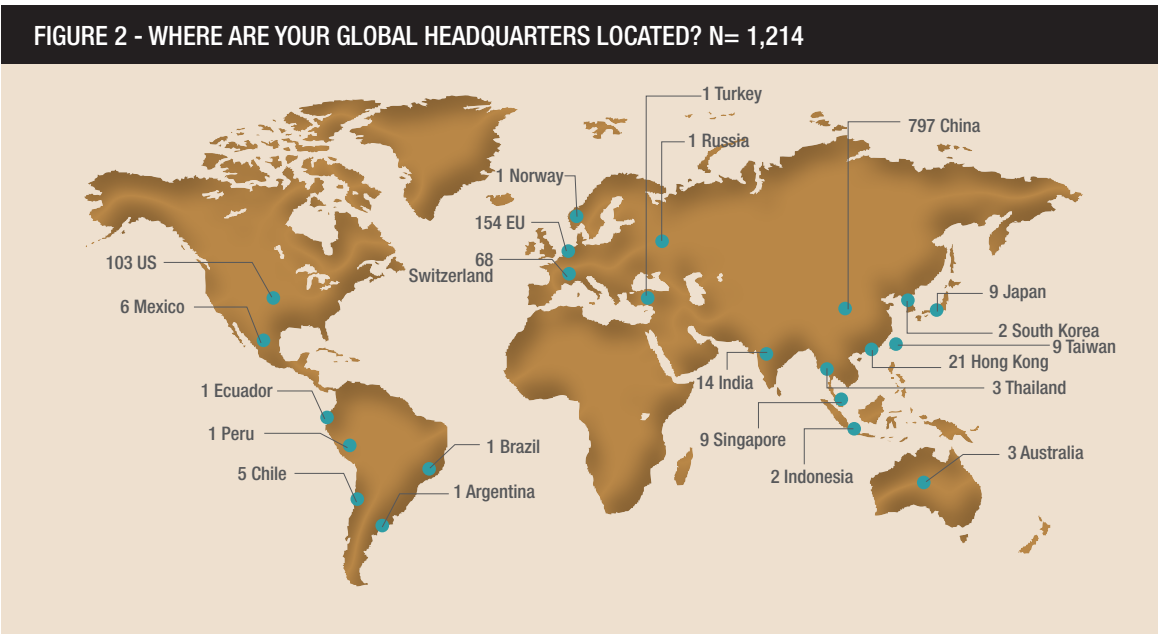 FIGURE 2 - WHERE ARE YOUR GLOBAL HEADQUARTERS LOCATED? N= 1,214
1 Turkey
797 China
1 Russia
1 Norway
154 EU
68
Switzerland
103 US
6 Mexico
9 Japan
2 South Korea
9 Taiwan
21 Hong Kong
14 India
3 Thailand
1 Ecuador
1 Peru
1 Brazil
9 Singapore
5 Chile
2 Indonesia
3 Australia
1 Argentina